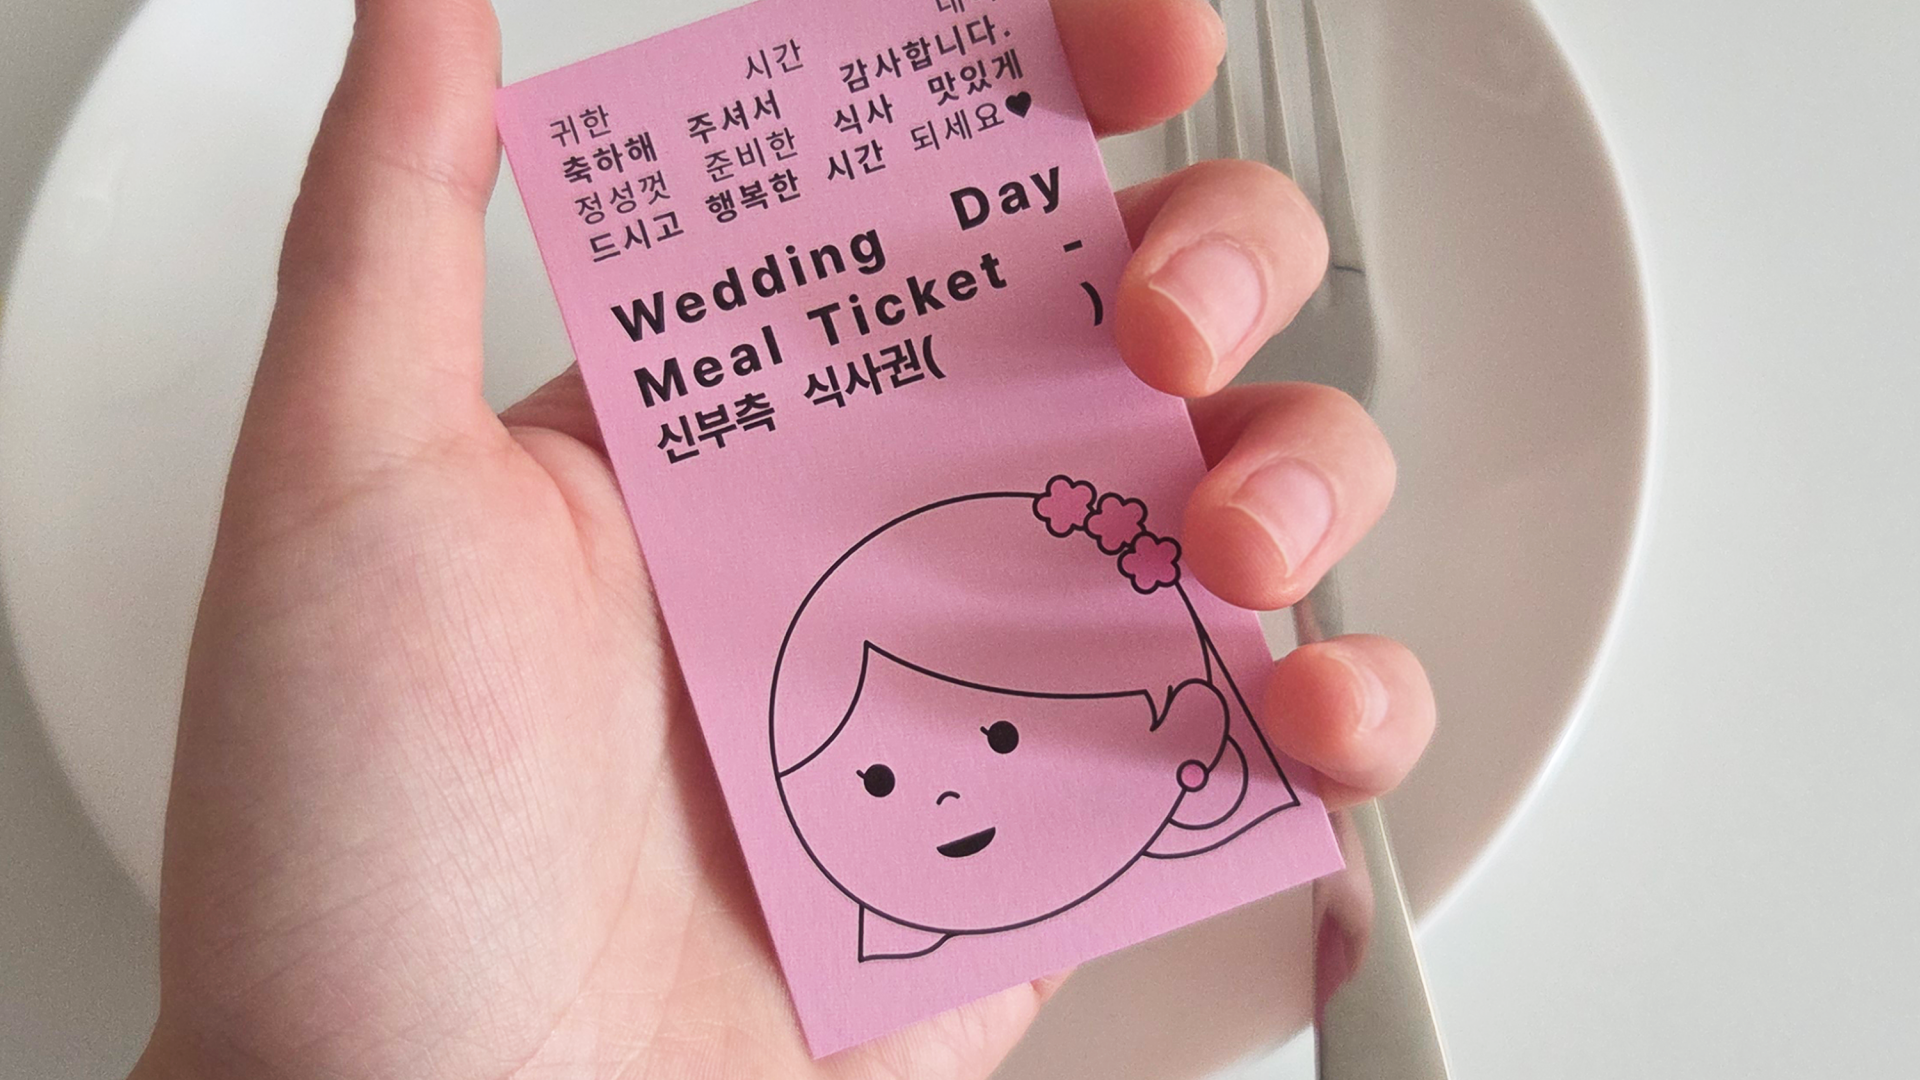 귀한 시간
축하해 주셔서 감사합니다.
정성껏 준비한 식사 맛있게
드시고 행복한 시간 되세요♥
Wedding Day
Meal Ticket -
신부측 식사권( )